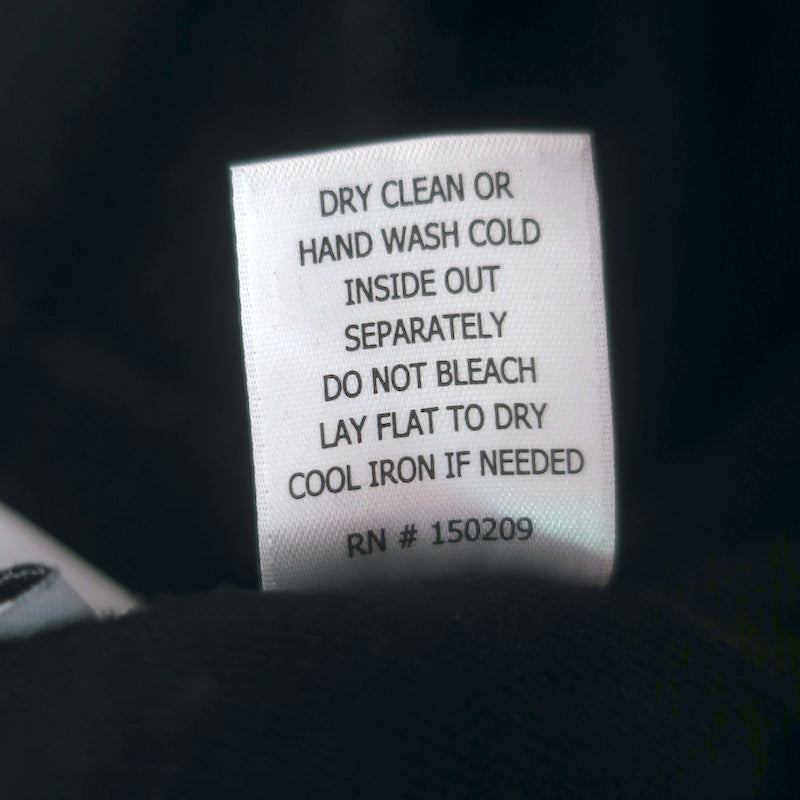 DRY CLEAN OR
HAND WASH COLD
INSIDE OUT
SEPARATELY
DO NOT BLEACH
LAY FLAT TO DRY
COOL IRON IF NEEDED
RN # 150209